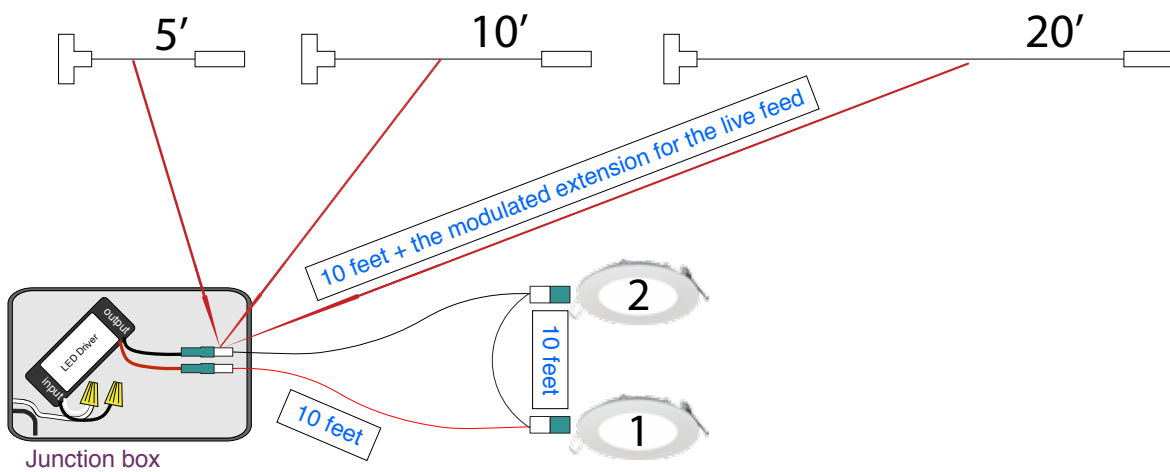 5’
10’
20’
10 feet + the modulated extension for the live feed
2
output
LED Driver
input
10 feet
10 feet
1
Junction box